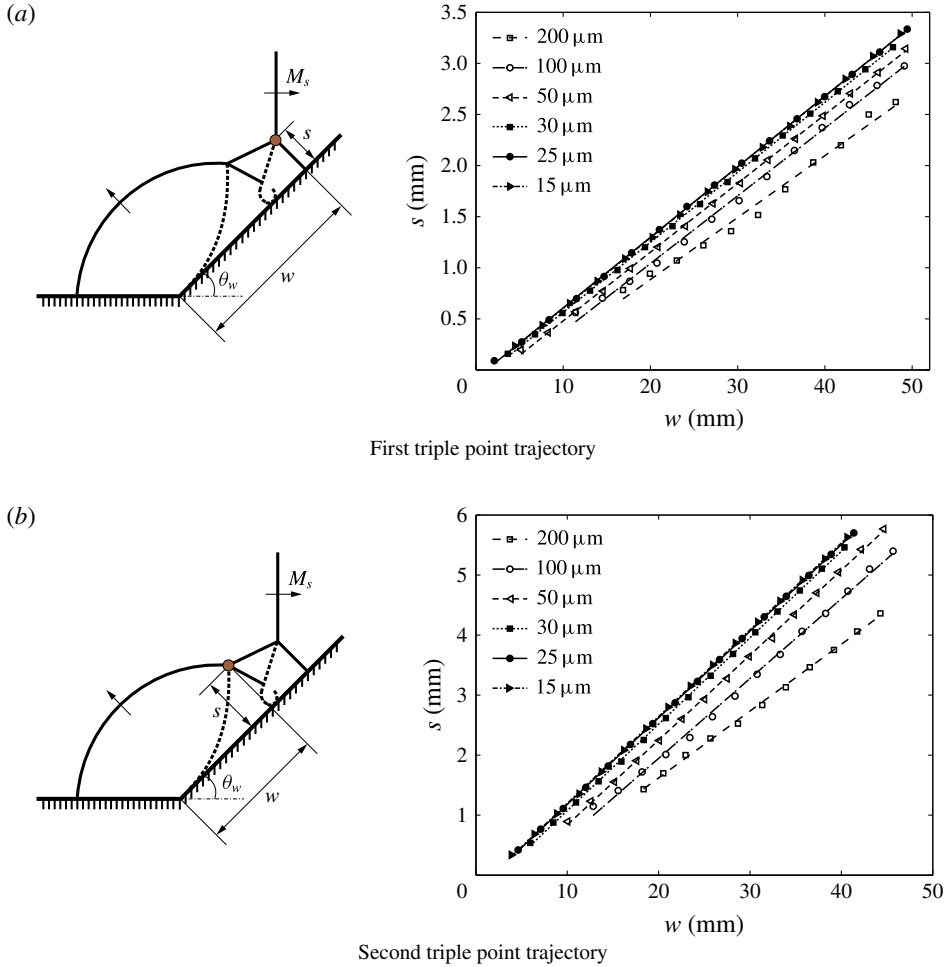 (a)
M_s
s
θ_w
w
3.5
3.0
2.5
2.0
1.5
1.0
0.5
0
10
20
30
40
50
s (mm)
w (mm)
200 μm
100 μm
50 μm
30 μm
25 μm
15 μm
First triple point trajectory
(b)
M_s
s
θ_w
w
6
5
4
3
2
1
0
10
20
30
40
50
s (mm)
w (mm)
200 μm
100 μm
50 μm
30 μm
25 μm
15 μm
Second triple point trajectory